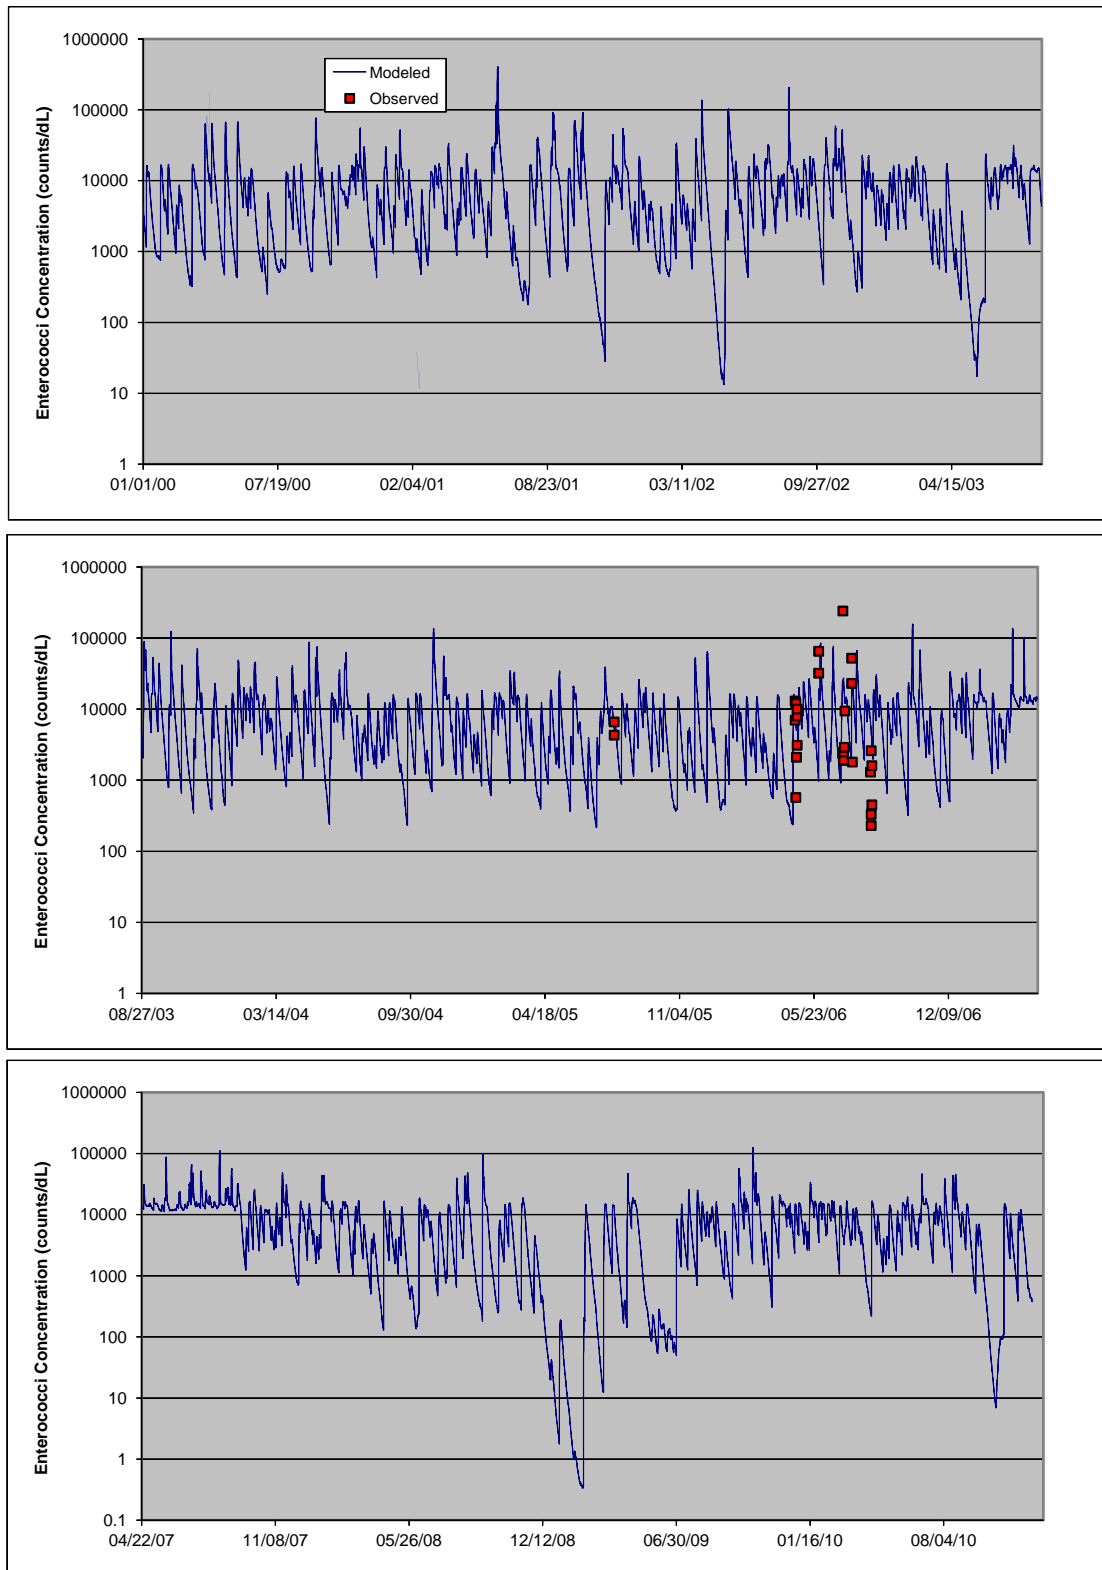 Enterococci Concentration (counts/dL)
1000000
100000
10000
1000
100
10
1
Modeled
Observed
01/01/00 07/19/00 02/04/01 08/23/01 03/11/02 09/27/02 04/15/03
Enterococci Concentration (counts/dL)
1000000
100000
10000
1000
100
10
1
08/27/03 03/14/04 09/30/04 04/18/05 11/04/05 05/23/06 12/09/06
Enterococci Concentration (counts/dL)
1000000
100000
10000
1000
100
10
1
0.1
04/22/07 11/08/07 05/26/08 12/12/08 06/30/09 01/16/10 08/04/10